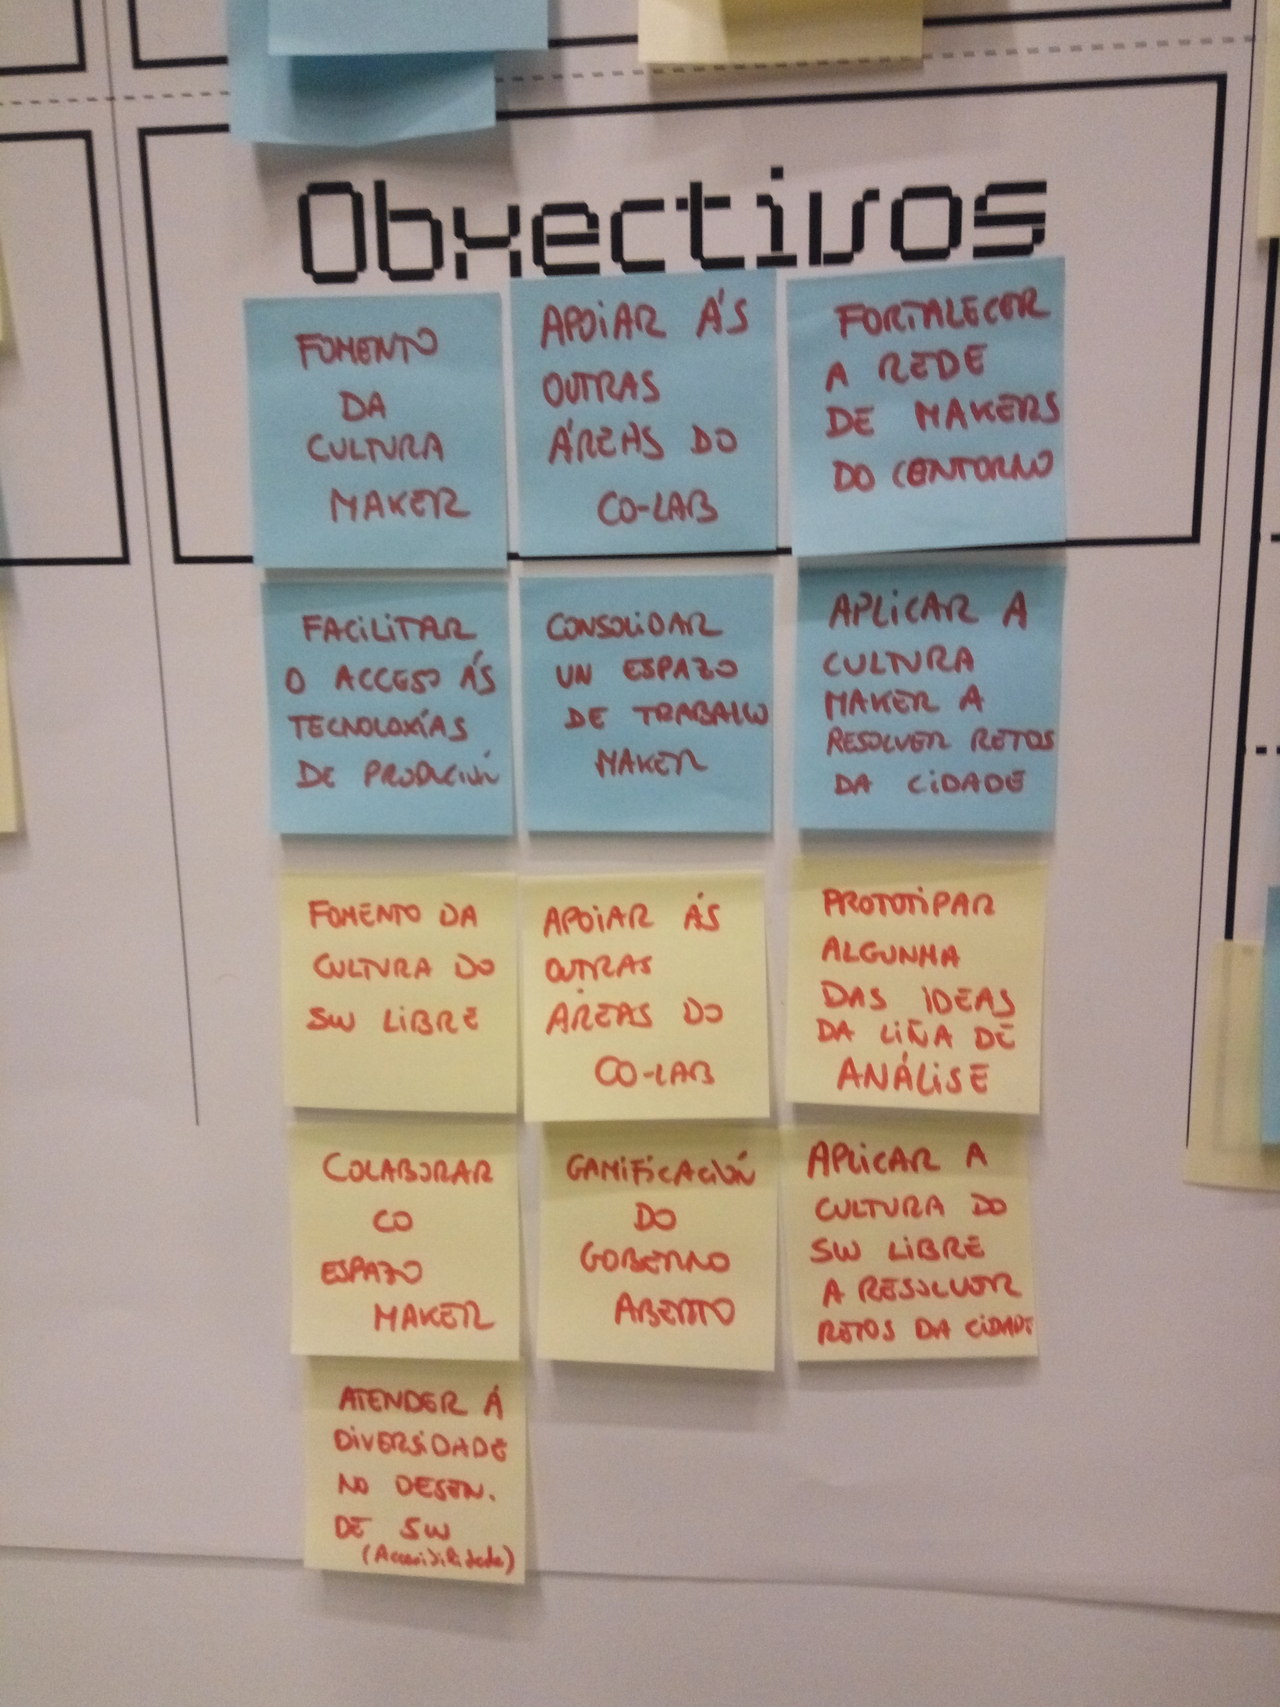 Obxectivos
FOMENTO
DA
CULTURA
MAKER
APOIAR ÁS
OUTRAS
ÁREAS DO
CO-LAB
FORTALECER
A REDE
DE MAKERS
DO CENTORNO
FACILITAR
O ACCESO ÁS
TECNOLOXÍAS
DE PRODUCIÓN
CONSOLIDAR
UN ESPAZO
DE TRABALLO
MAKER
APLICAR A
CULTURA
MAKER A
RESOLVER RETOS
DA CIDADE
FOMENTO DA
CULTURA DO
SW LIBRE
APOIAR ÁS
OUTRAS
ÁREAS DO
CO-LAB
PROTOTIPAR
ALGUNHA
DAS IDEAS
DA LIÑA DE
ANÁLISE
COLABORAR
CO
ESPAZO
MAKER
GAMIFICACIÓN
DO
GOBERNO
ABERTO
APLICAR A
CULTURA DO
SW LIBRE
A RESOLVER
RETOS DA CIDADE
ATENDER Á
DIVERSIDADE
NO DESEN.
DE SW
(Accesibilidade)